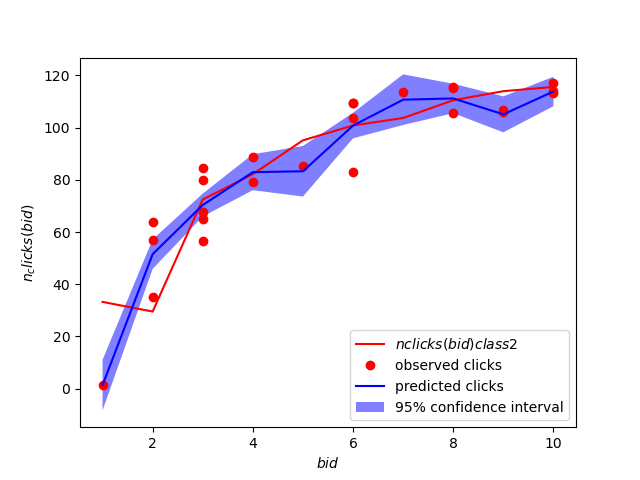 120
100
80
60
40
20
0
n_clicks(bid)
2
4
6
8
10
bid
nclicks(bid)class2
observed clicks
predicted clicks
95% confidence interval